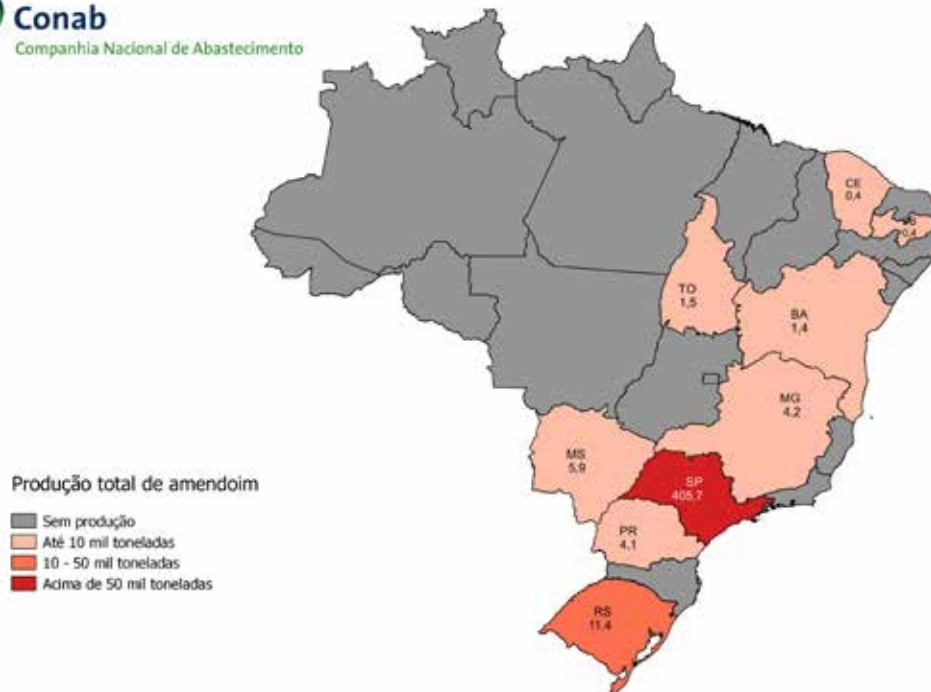 Conab
Companhia Nacional de Abastecimento
CE
0,4
0,4
TO
1,5
BA
1,4
MG
4,2
MS
5,9
SP
405,7
PR
4,1
RS
11,4
Produção total de amendoim
Sem produção
Até 10 mil toneladas
10 - 50 mil toneladas
Acima de 50 mil toneladas